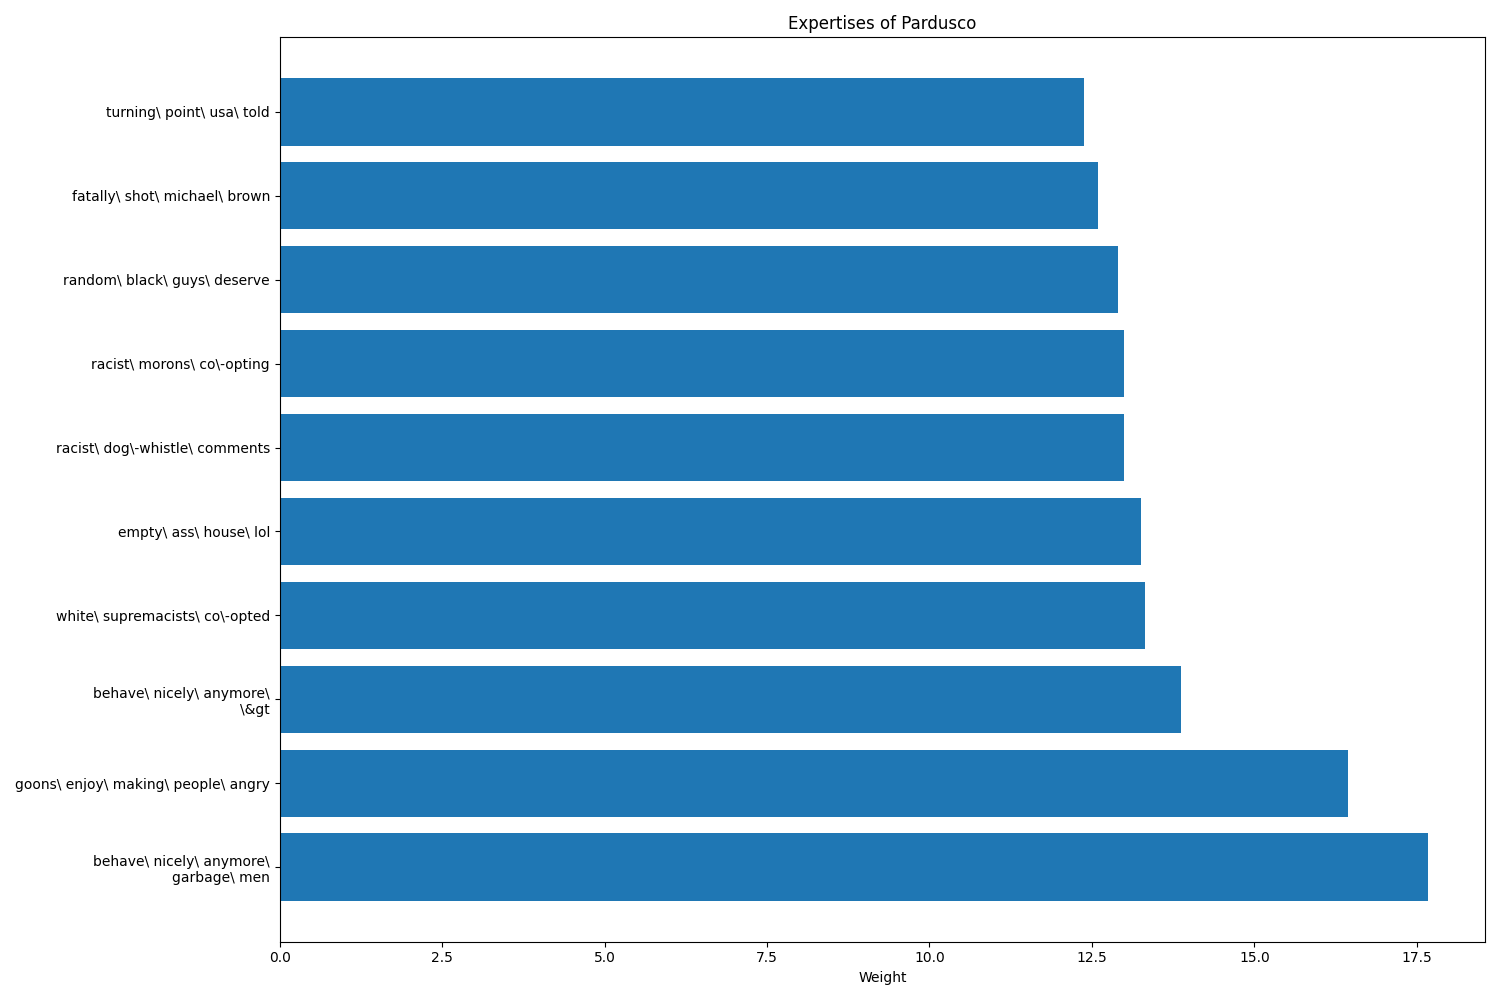 Expertises of Pardusco
turning\ point\ usa\ told
fatally\ shot\ michael\ brown
random\ black\ guys\ deserve
racist\ morons\ co\-opting
racist\ dog\-whistle\ comments
empty\ ass\ house\ lol
white\ supremacists\ co\-opted
behave\ nicely\ anymore\
\&gt
goons\ enjoy\ making\ people\ angry
behave\ nicely\ anymore\
garbage\ men
0.0 2.5 5.0 7.5 10.0 12.5 15.0 17.5
Weight